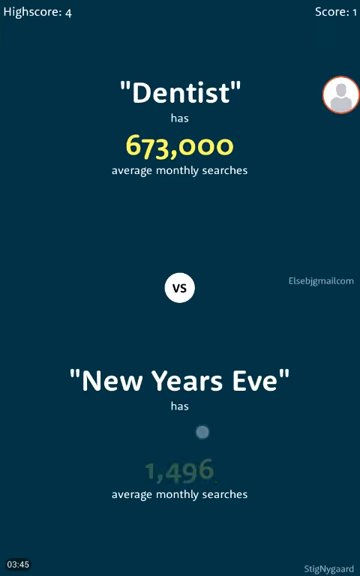 Highscore: 4
Score: 1
"Dentist"
has
673,000
average monthly searches
Elsebjgmailcom
VS
"New Years Eve"
has
1,496
average monthly searches
03:45
StigNygaard